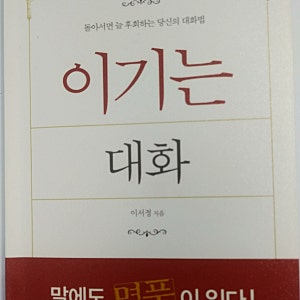 돌아서면 늘 후회하는 당신의 대화법
이기는
대화
이서정 지음
말에도 명품이 있다!